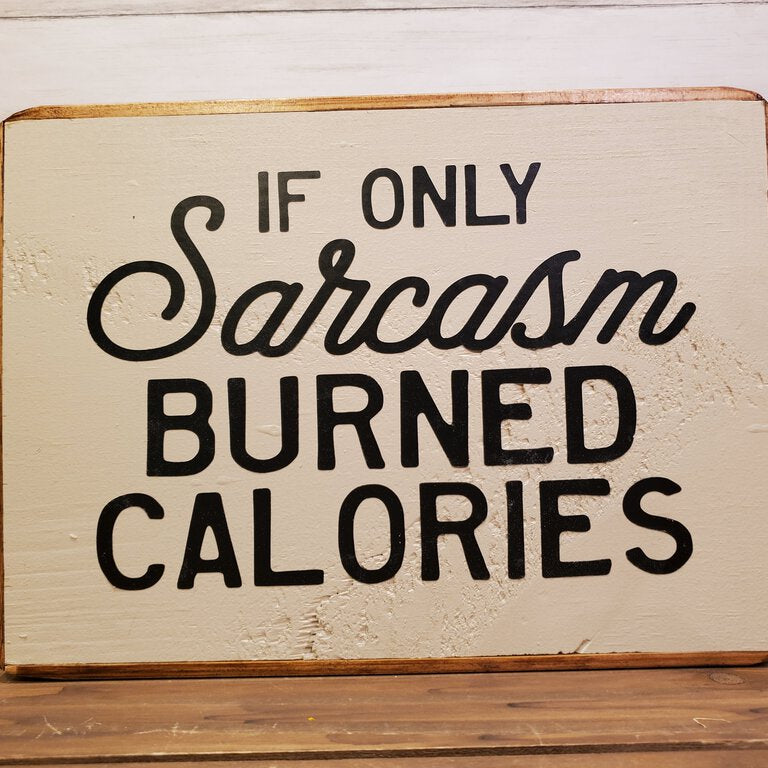 IF ONLY
Sarcasm
BURNED
CALORIES